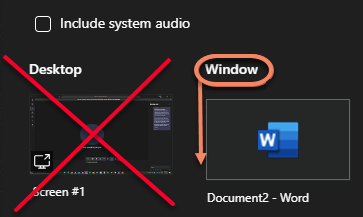 Include system audio
Desktop
Window
W
Screen #1
Document2 - Word